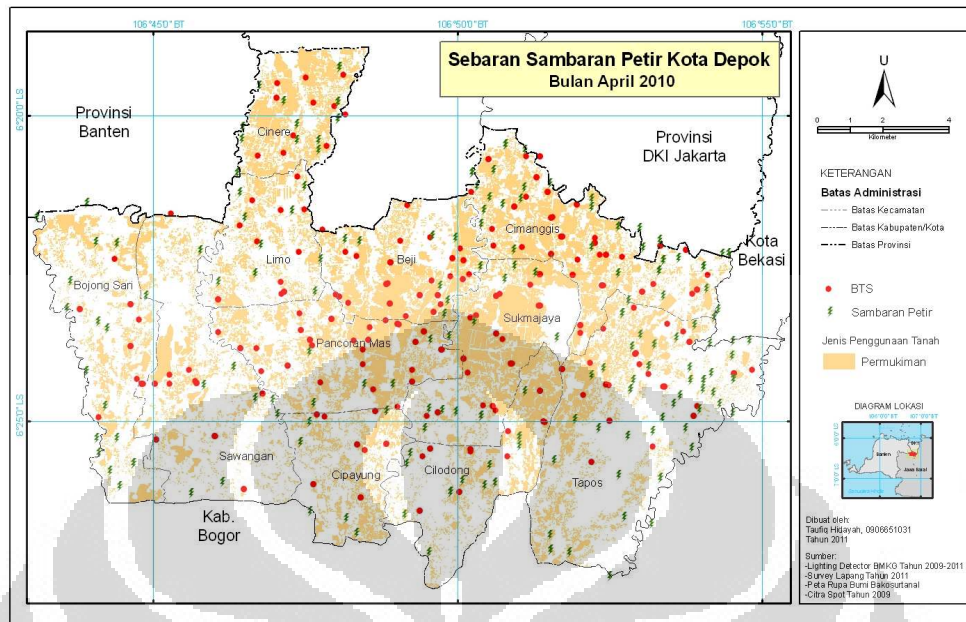 106°45'0"BT
106°50'0"BT
106°55'0"BT
6°20'0"LS
6°25'0"LS
Sebaran Sambaran Petir Kota Depok
Bulan April 2010
Provinsi
Banten
Provinsi
DKI Jakarta
Kota
Bekasi
Kab.
Bogor
Cinere
Limo
Beji
Cimanggis
Bojong Sari
Sukmajaya
Pancoran Mas
Sawangan
Cipayung
Cilodong
Tapos
U
0 1 2 4
Kilometer
KETERANGAN
Batas Administrasi
Batas Kecamatan
Batas Kabupaten/Kota
Batas Provinsi
BTS
Sambaran Petir
Jenis Penggunaan Tanah
Permukiman
DIAGRAM LOKASI
Banten
Jawa Barat
Dibuat oleh:
Taufiq Hidayah, 0906651031
Tahun 2011
Sumber:
-Lighting Detector BMKG Tahun 2009-2011
-Survey Lapang Tahun 2011
-Peta Rupa Bumi Bakosurtanal
-Citra Spot Tahun 2009